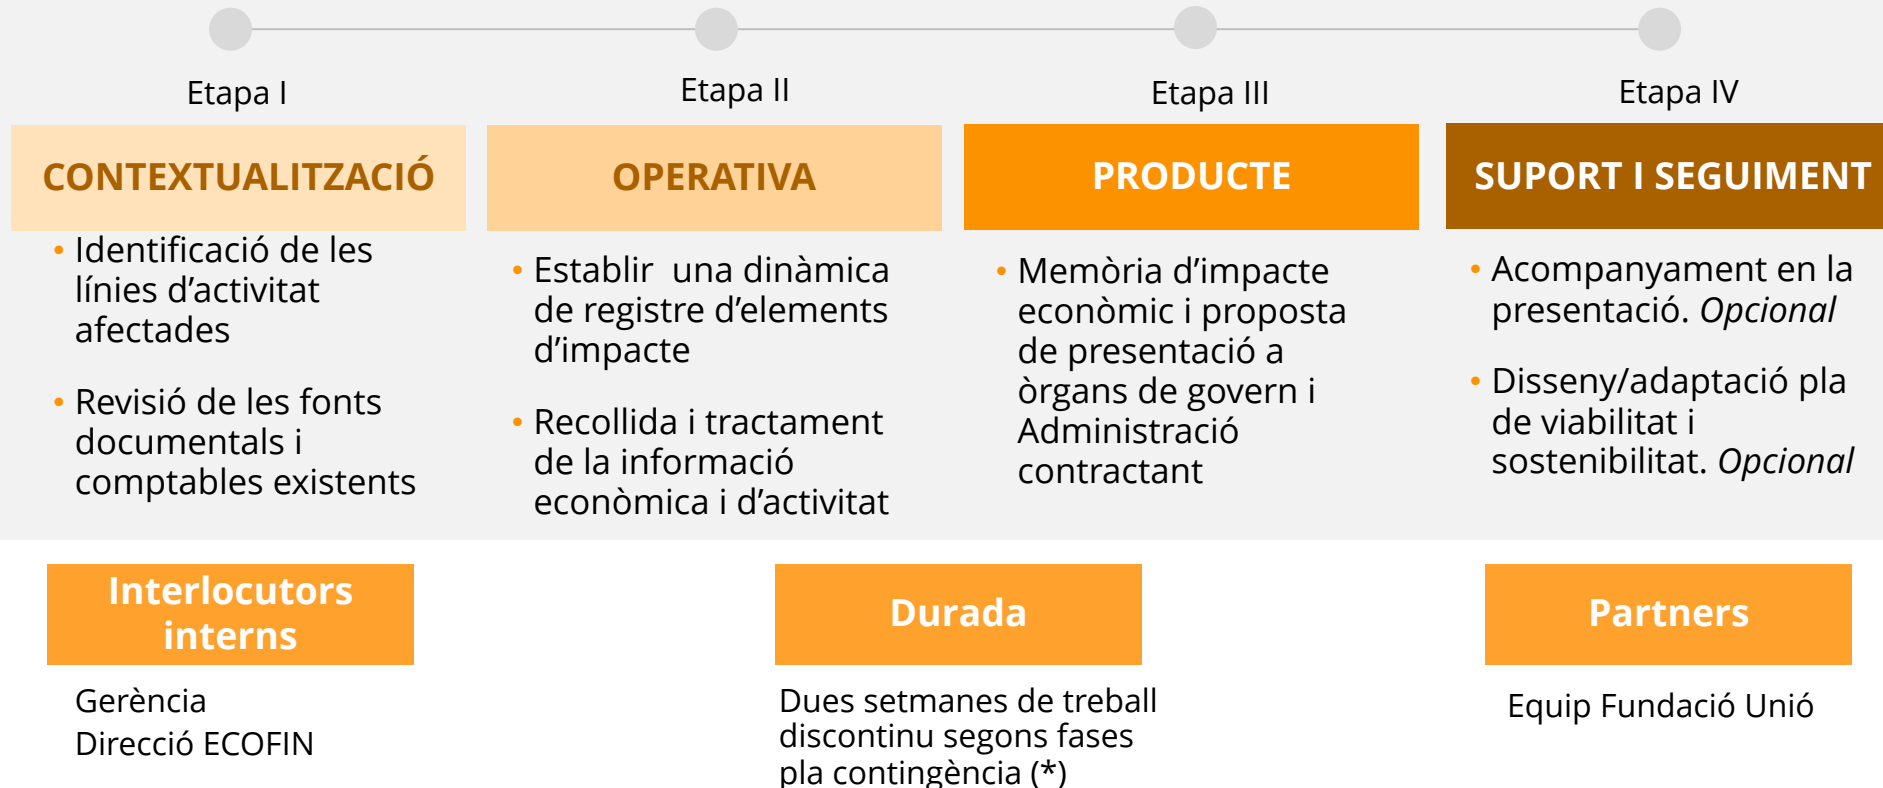 Etapa I
CONTEXTUALITZACIÓ
• Identificació de les
línies d’activitat
afectades
• Revisió de les fonts
documentals i
comptables existents
Etapa II
OPERATIVA
• Establir  una dinàmica
de registre d’elements
d’impacte
• Recollida i tractament
de la informació
econòmica i d’activitat
Etapa III
PRODUCTE
• Memòria d’impacte
econòmic i proposta
de presentació a
òrgans de govern i
Administració
contractant
Etapa IV
SUPORT I SEGUIMENT
• Acompanyament en la
presentació. Opcional
• Disseny/adaptació pla
de viabilitat i
sostenibilitat. Opcional
Interlocutors
interns
Gerència
Direcció ECOFIN
Durada
Dues setmanes de treball
discontinu segons fases
pla contingència (*)
Partners
Equip Fundació Unió